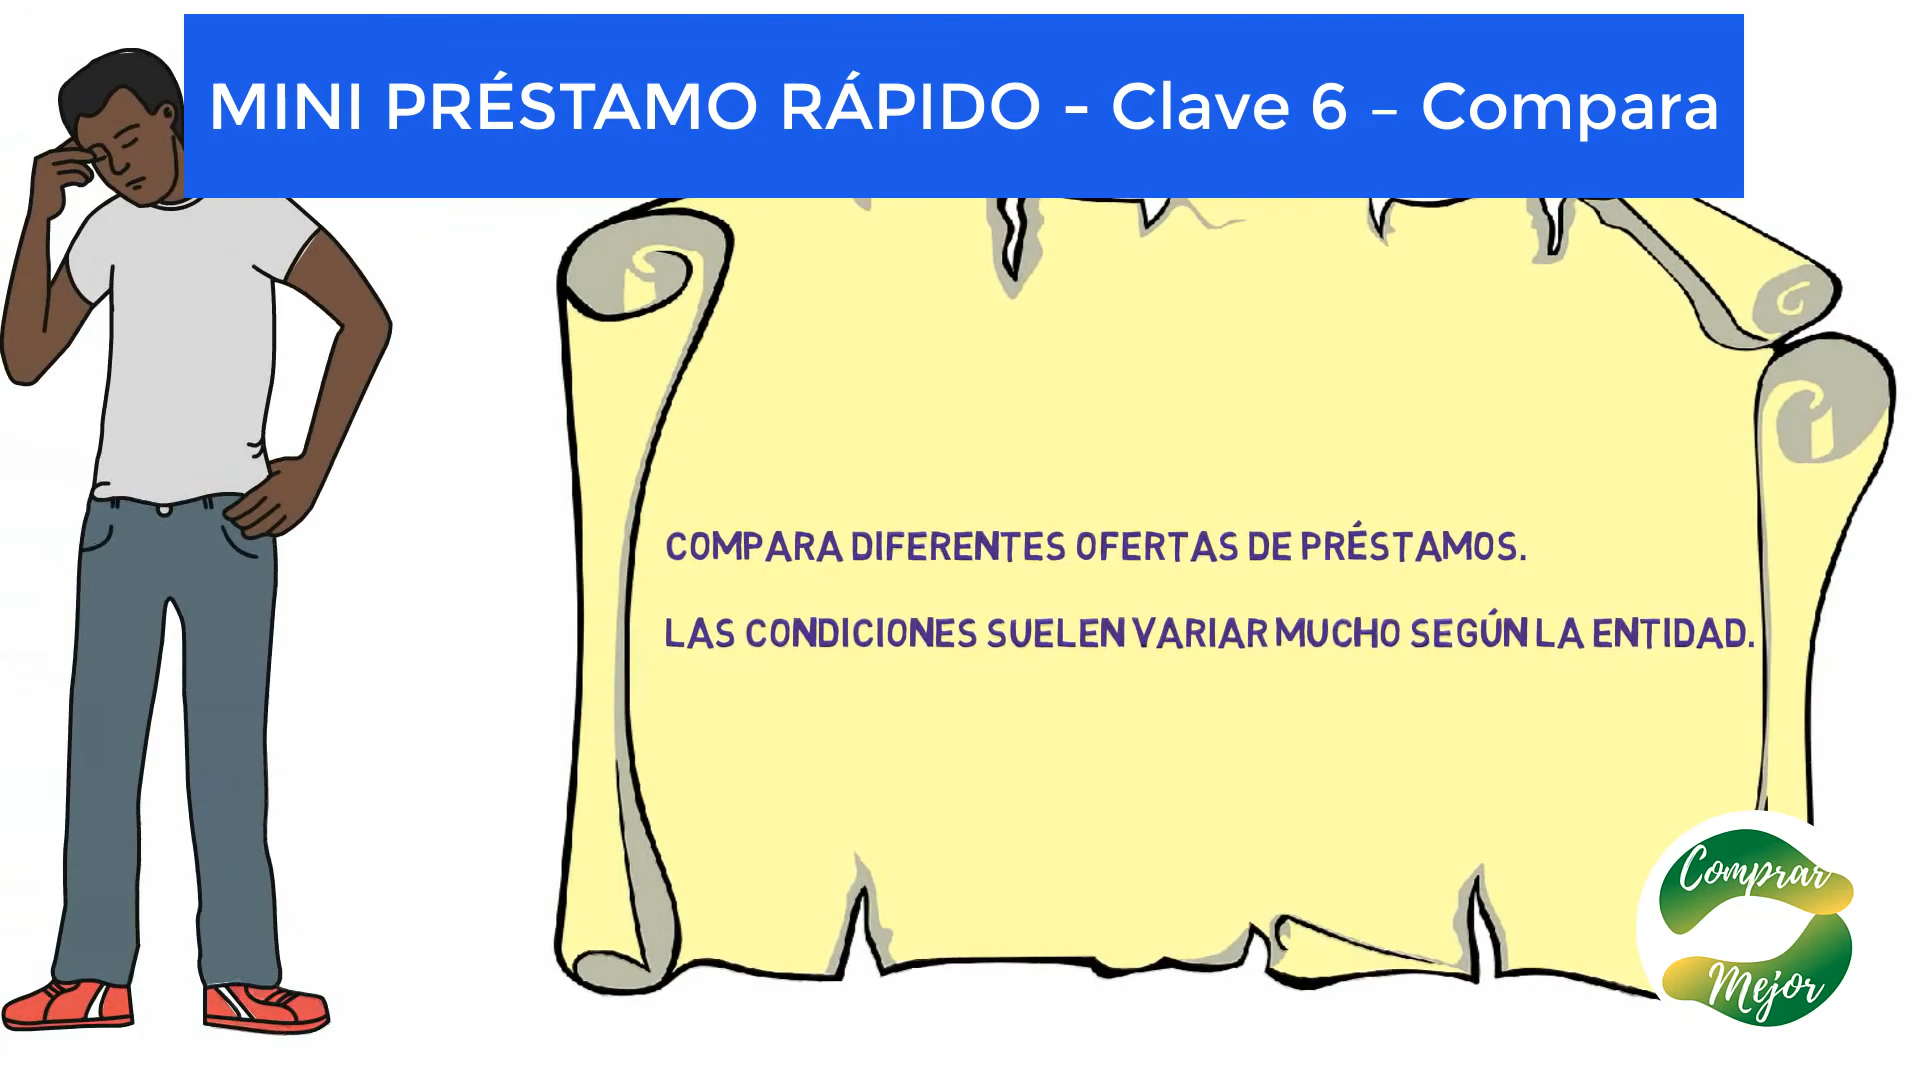 MINI PRÉSTAMO RÁPIDO - Clave 6 – Compara
COMPARA DIFERENTES OFERTAS DE PRÉSTAMOS.
LAS CONDICIONES SUELEN VARIAR MUCHO SEGÚN LA ENTIDAD.
Comprar
Mejor